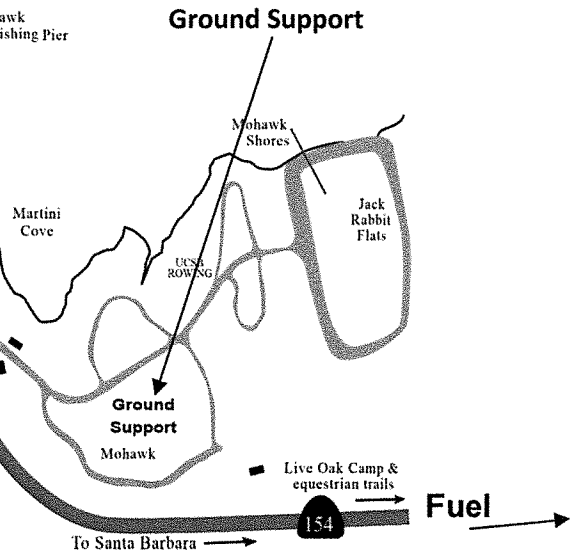 awk
ishing Pier
Ground Support
Mohawk
Shores
Martini
Cove
Jack
Rabbit
Flats
UCSB
ROWING
Ground
Support
Mohawk
Live Oak Camp &
equestrian trails
Fuel
154
To Santa Barbara